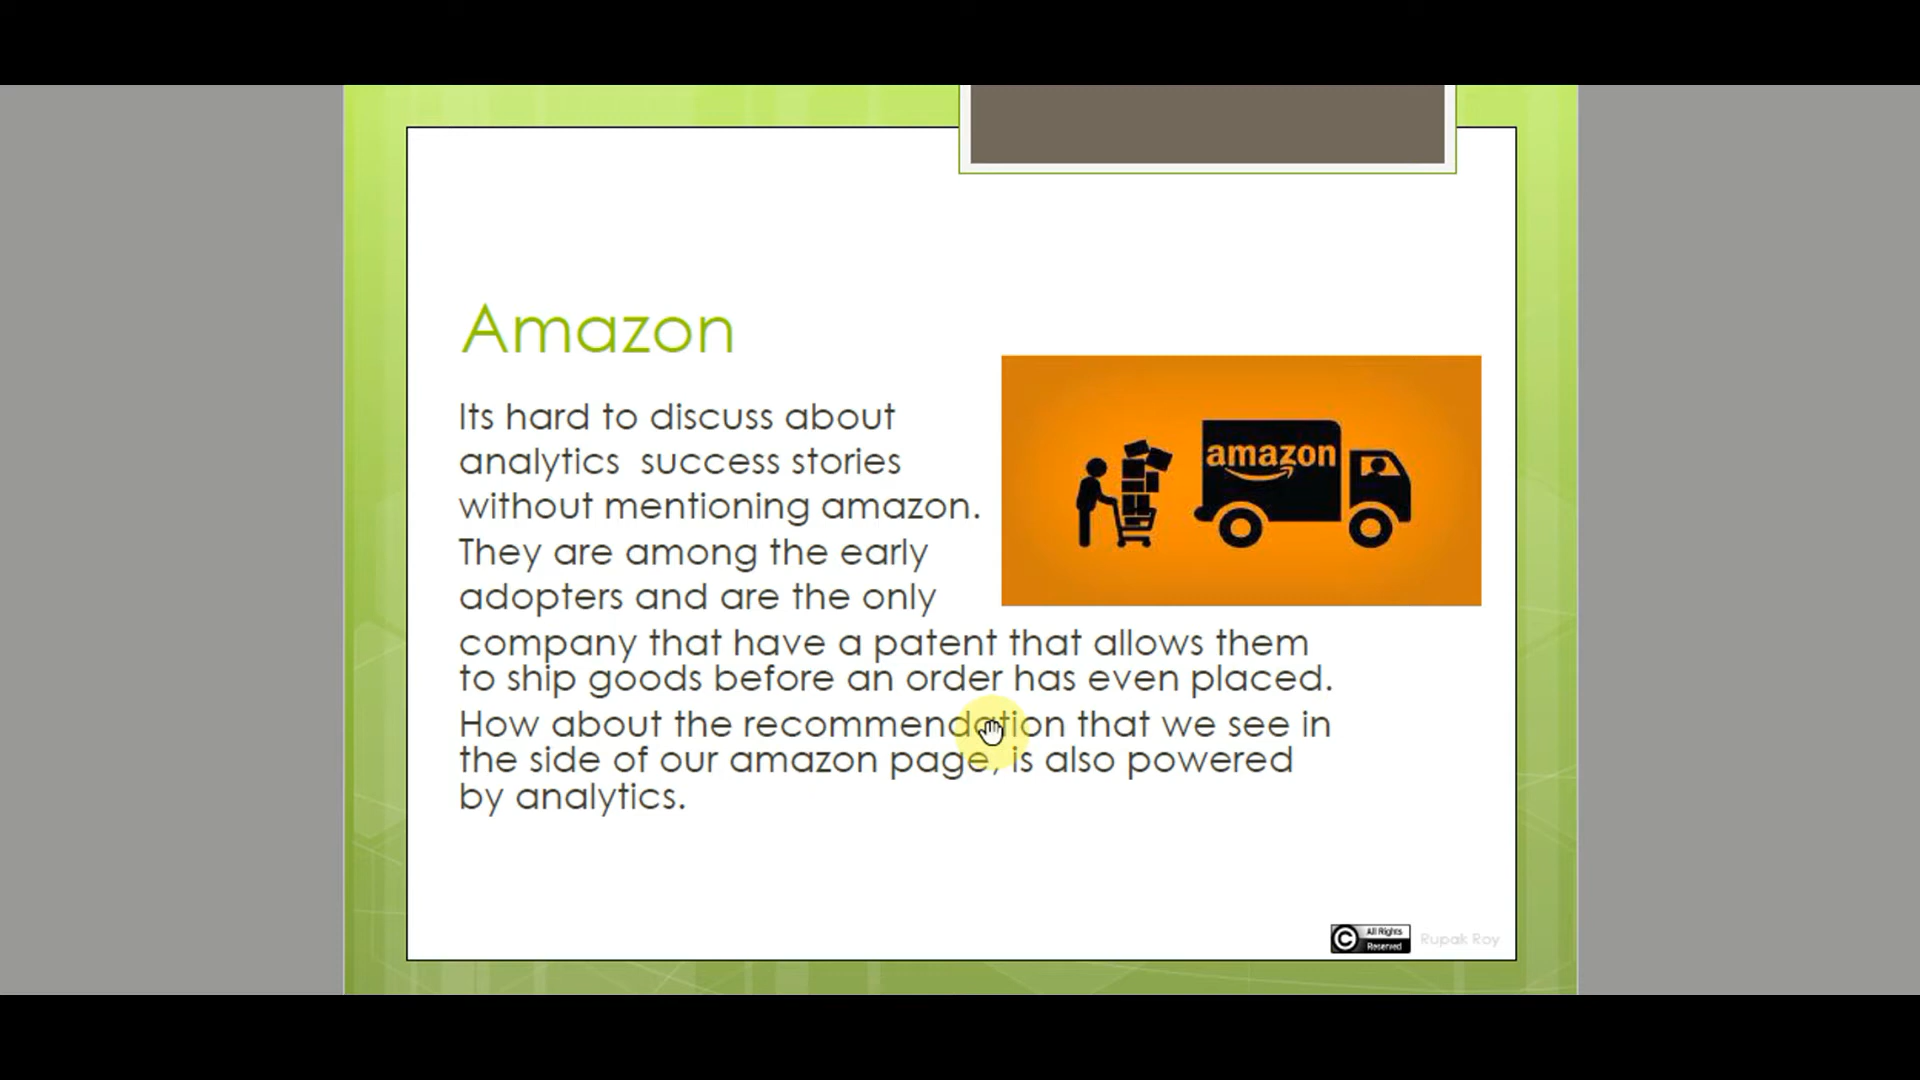 Amazon
Its hard to discuss about
analytics  success stories
without mentioning amazon.
They are among the early
adopters and are the only
company that have a patent that allows them
to ship goods before an order has even placed.
How about the recommendation that we see in
the side of our amazon page, is also powered
by analytics.
amazon
All Rights
Reserved
Rupak Roy